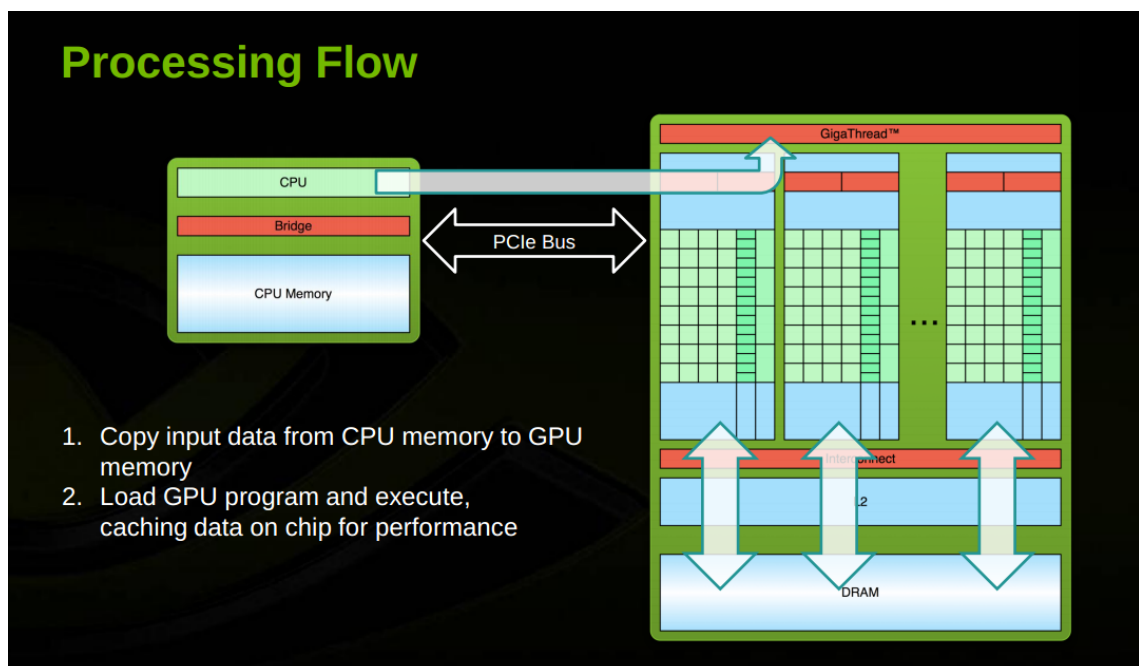 Processing Flow
GigaThread™
CPU
Bridge
PCIe Bus
CPU Memory
...
1. Copy input data from CPU memory to GPU
memory
2. Load GPU program and execute,
caching data on chip for performance
Interconnect
L2
DRAM